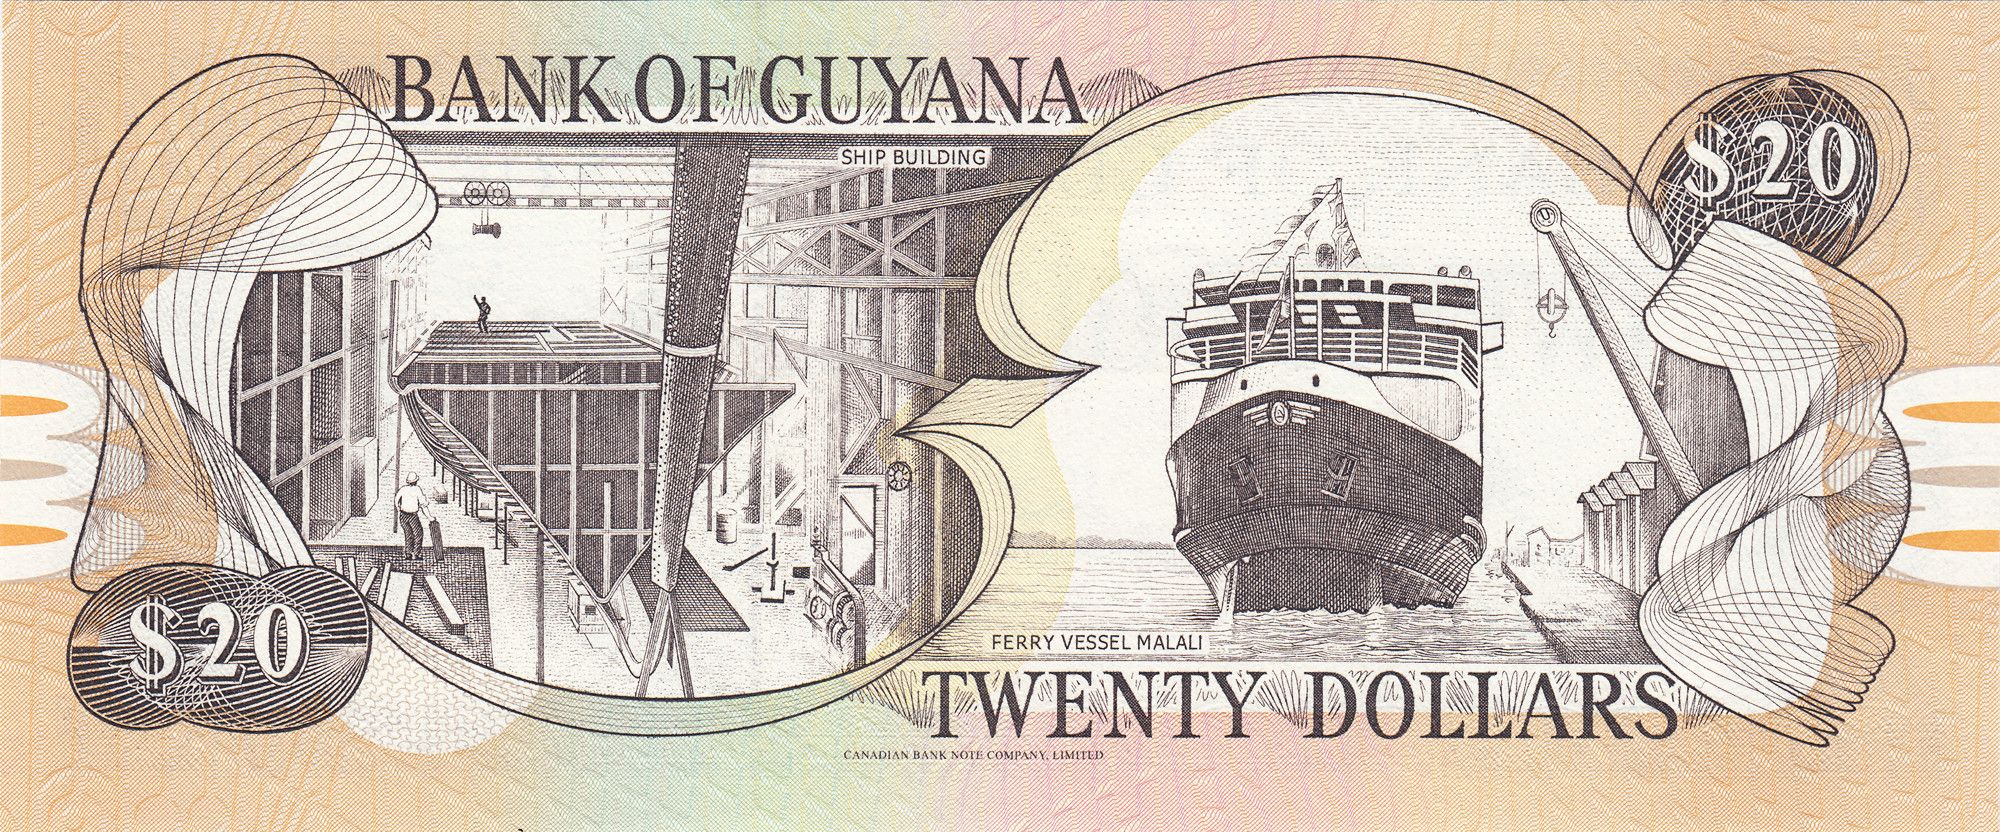 BANK OF GUYANA
$20
SHIP BUILDING
FERRY VESSEL MALALI
$20
TWENTY DOLLARS
CANADIAN BANK NOTE COMPANY, LIMITED